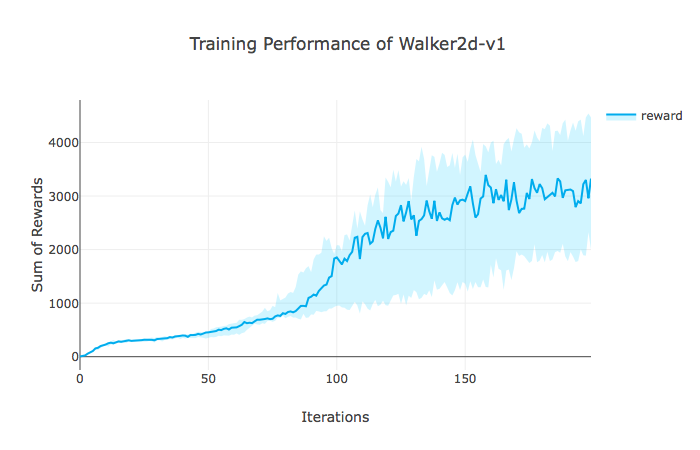 Training Performance of Walker2d-v1
reward
Sum of Rewards
4000
3000
2000
1000
0
0 50 100 150
Iterations